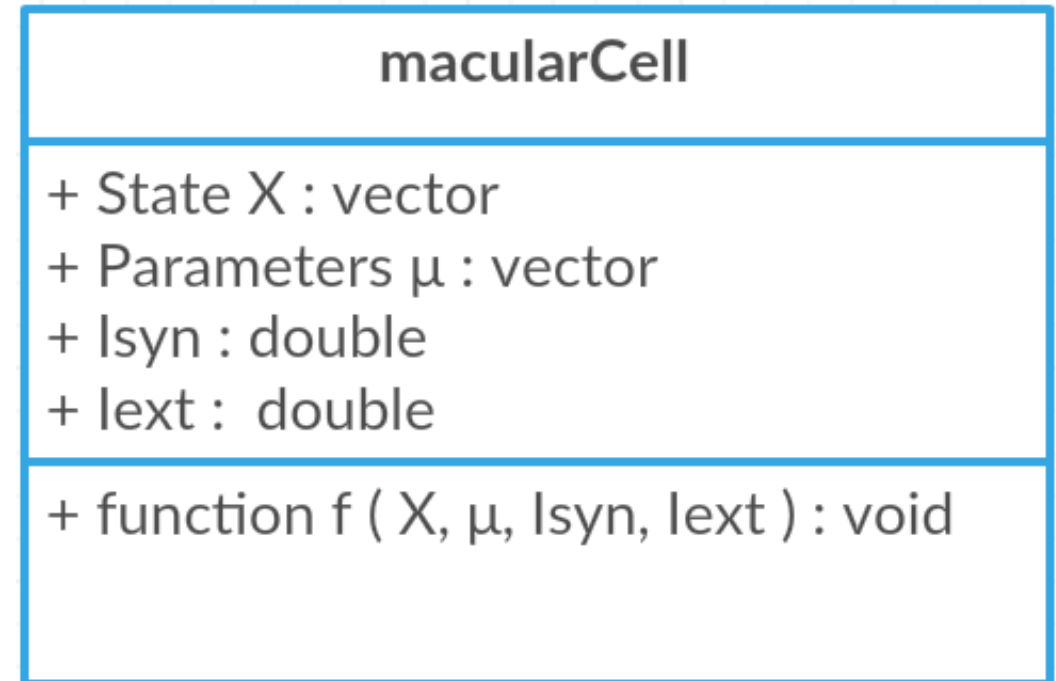 macularCell
+ State X : vector
+ Parameters μ : vector
+ Isyn : double
+ Iext : double
+ function f ( X, μ, Isyn, Iext ) : void